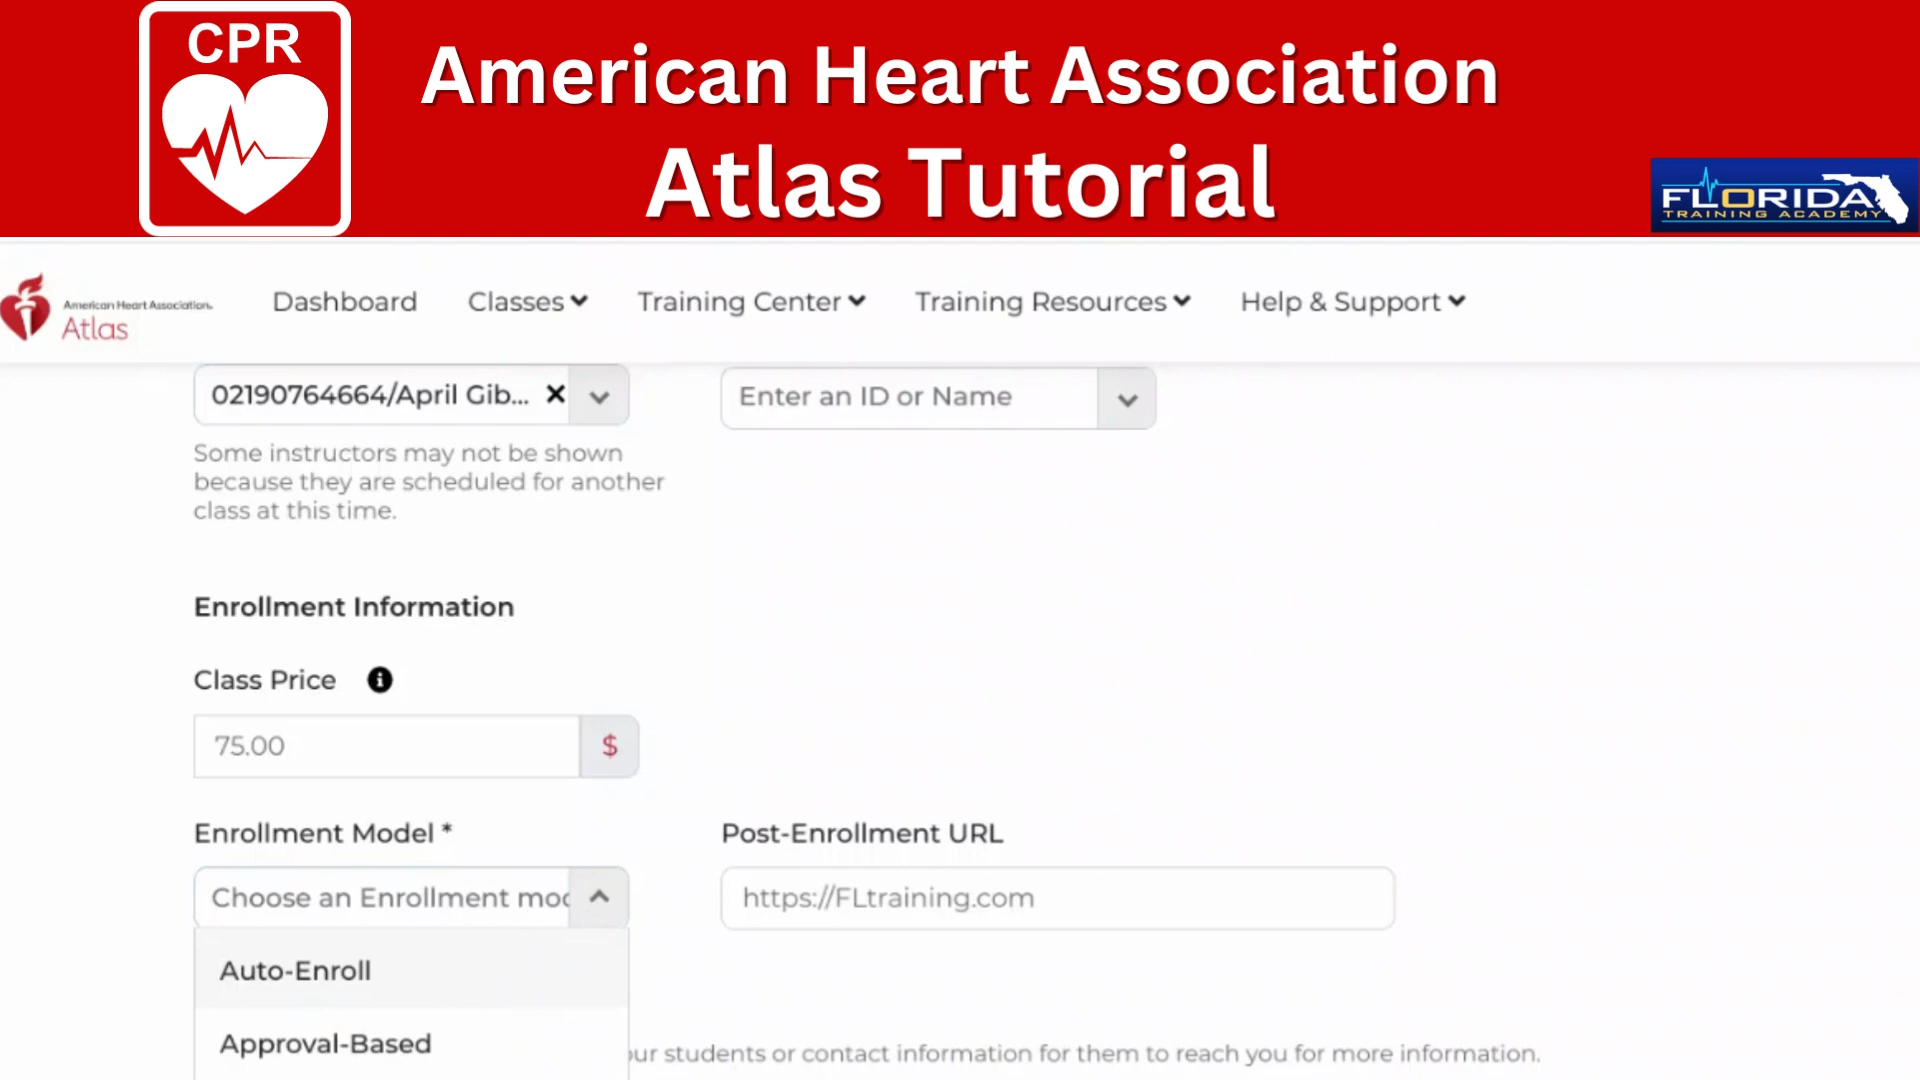 CPR
American Heart Association
Atlas Tutorial
FLORIDA
TRAINING ACADEMY
American Heart Association.
Atlas
Dashboard
Classes
Training Center
Training Resources
Help & Support
02190764664/April Gib...
Enter an ID or Name
Some instructors may not be shown
because they are scheduled for another
class at this time.
Enrollment Information
Class Price
75.00
$
Enrollment Model *
Post-Enrollment URL
Choose an Enrollment
https://FLtraining.com
Auto-Enroll
Approval-Based
students or contact information for them to reach you for more information.